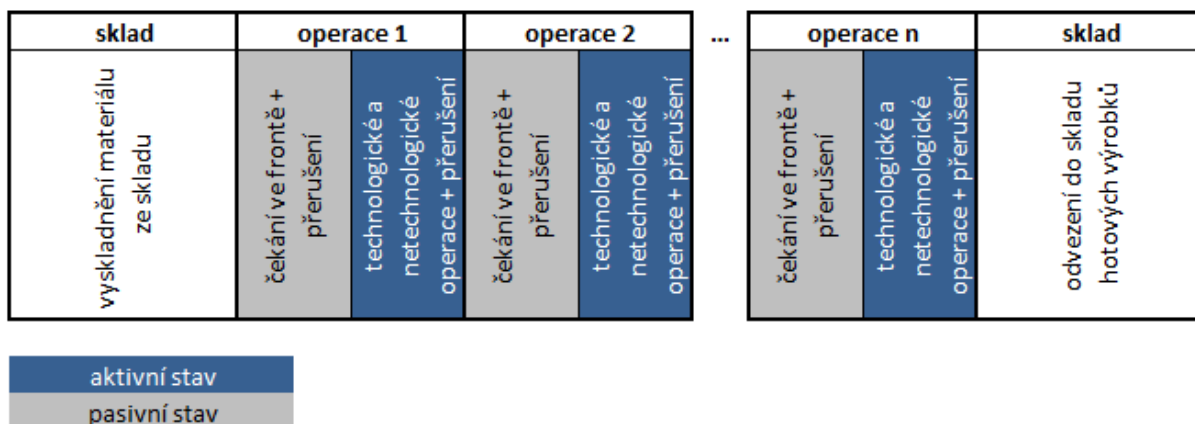 sklad
operace 1
operace 2
...
operace n
sklad
vyskladnění materiálu
ze skladu
čekání ve frontě +
přerušení
technologické a
netechnologické
operace + přerušení
čekání ve frontě +
přerušení
technologické a
netechnologické
operace + přerušení
čekání ve frontě +
přerušení
technologické a
netechnologické
operace + přerušení
odvezení do skladu
hotových výrobků
aktivní stav
pasivní stav